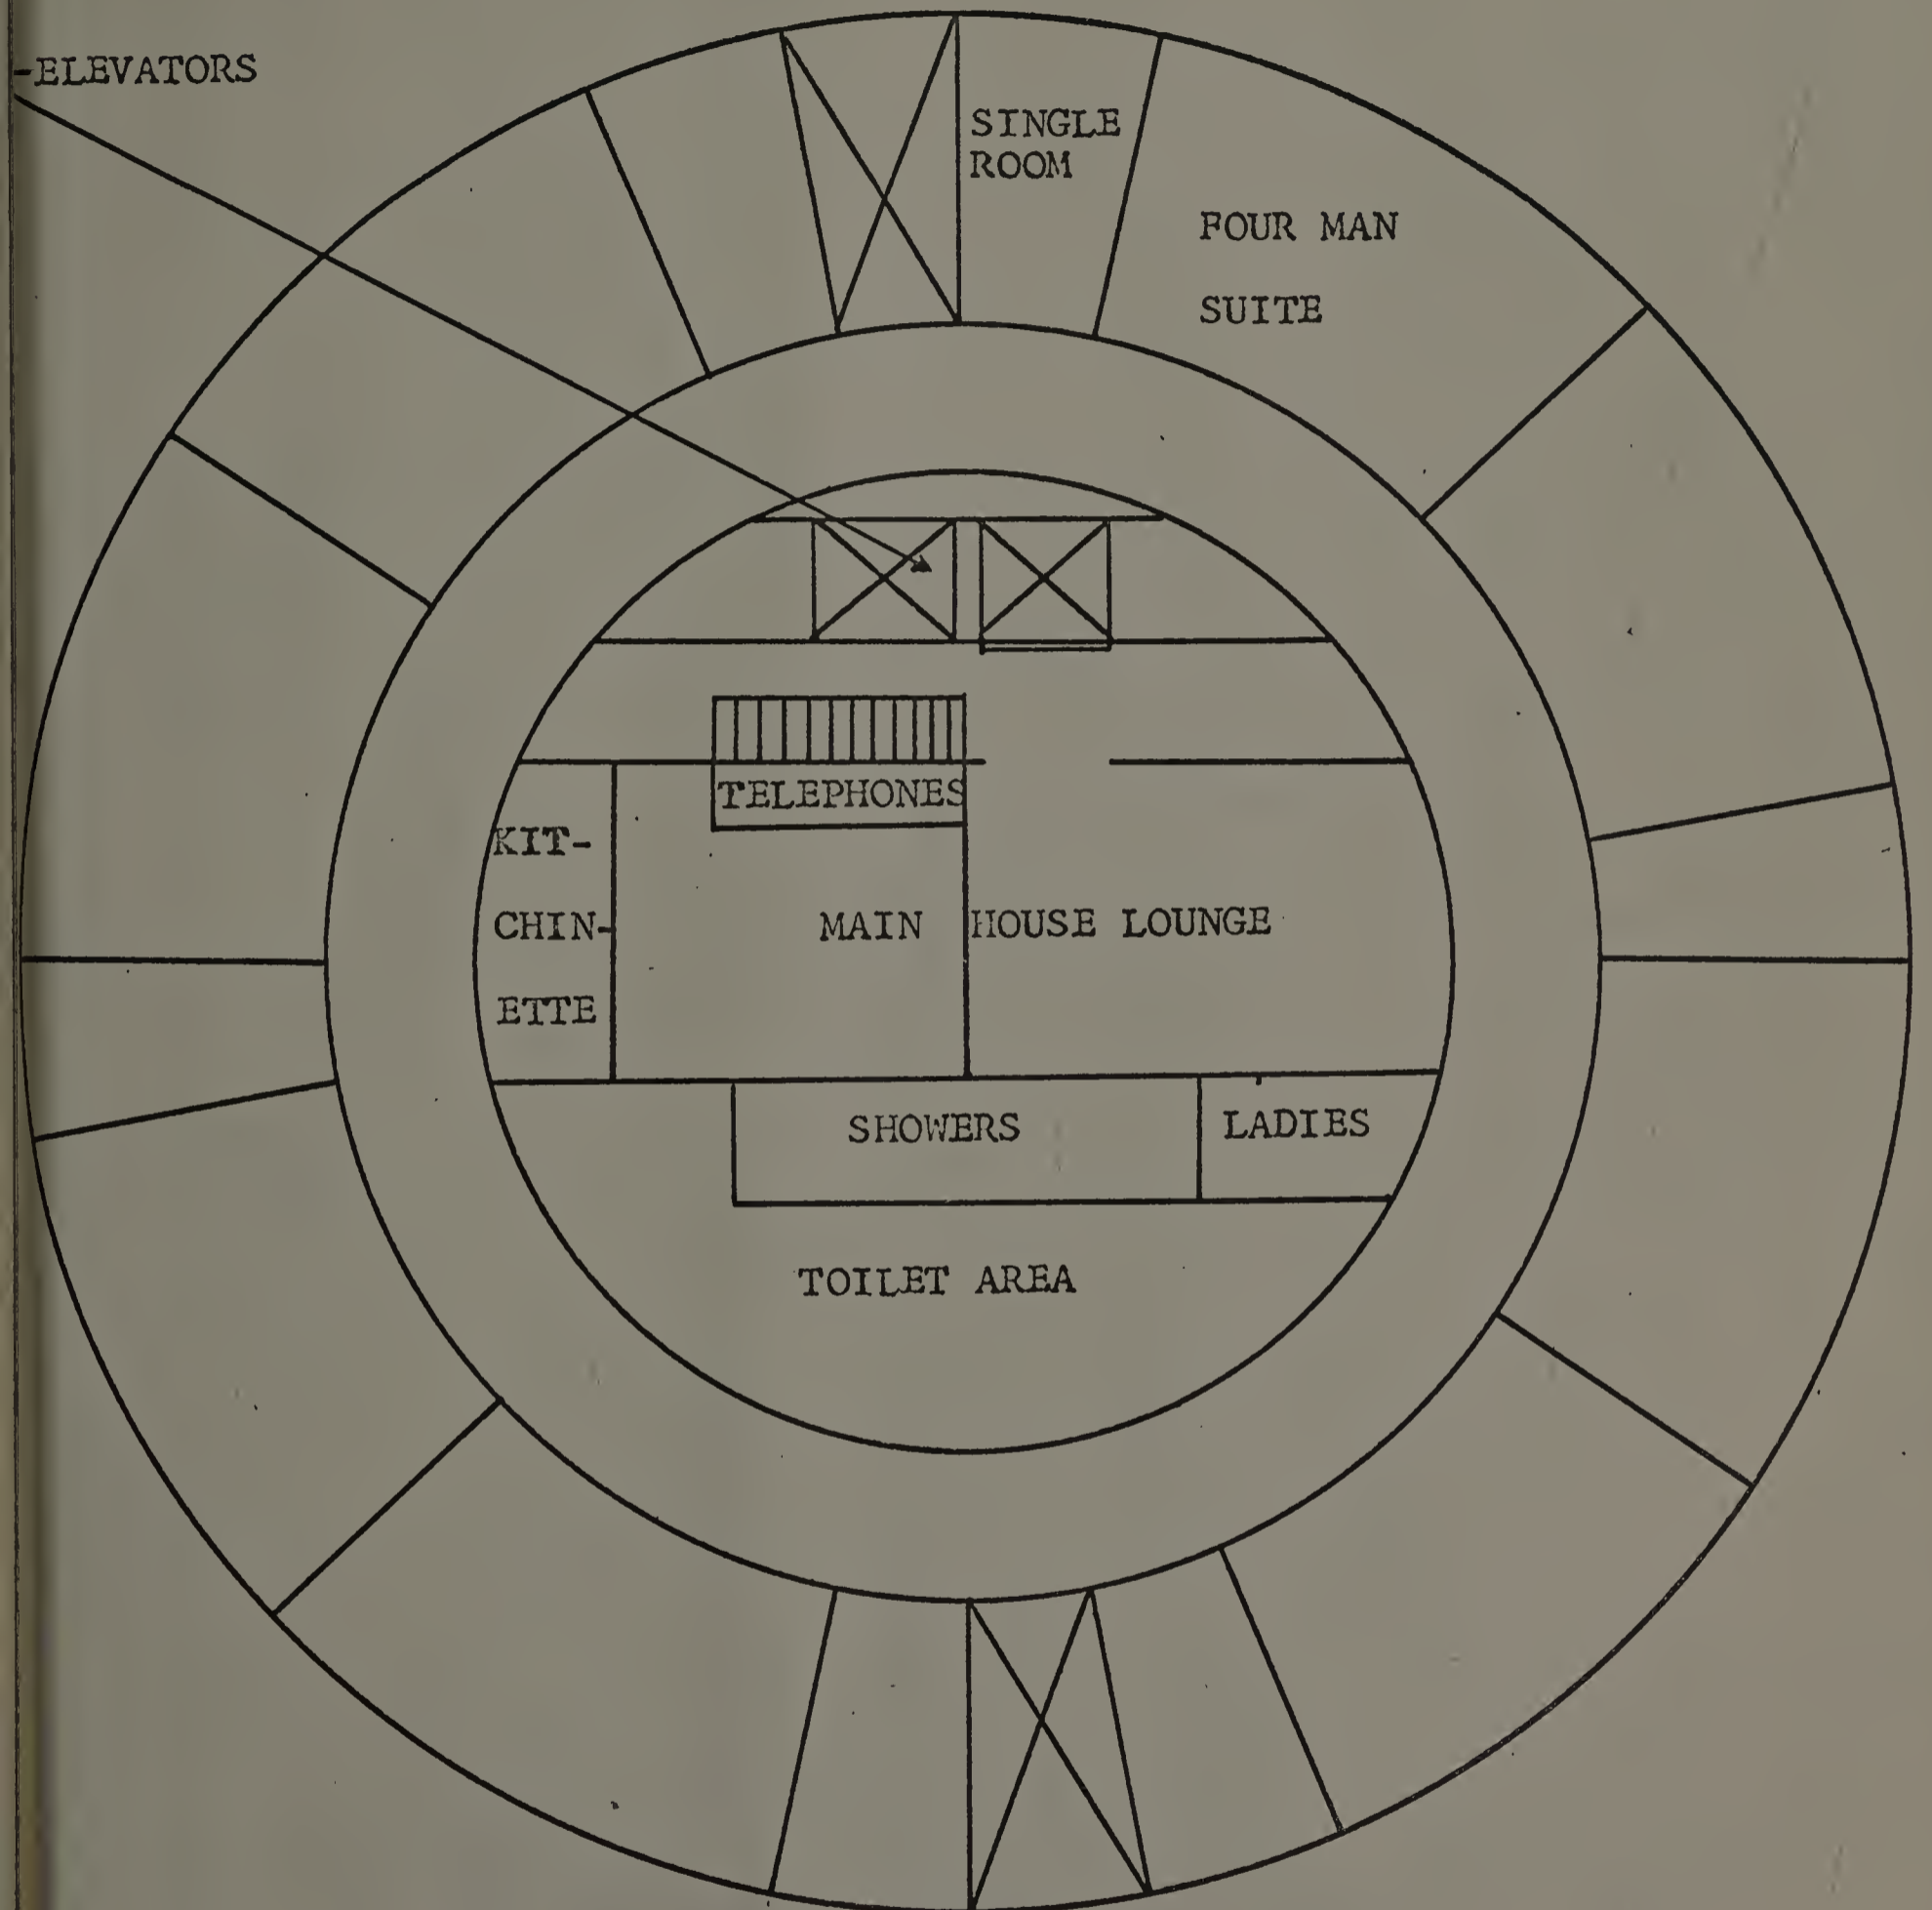 -ELEVATORS
SINGLE
ROOM
FOUR MAN
SUITE
TELEPHONES
KIT-
CHIN-
ETTE
MAIN HOUSE LOUNGE
SHOWERS
LADIES
TOILET AREA